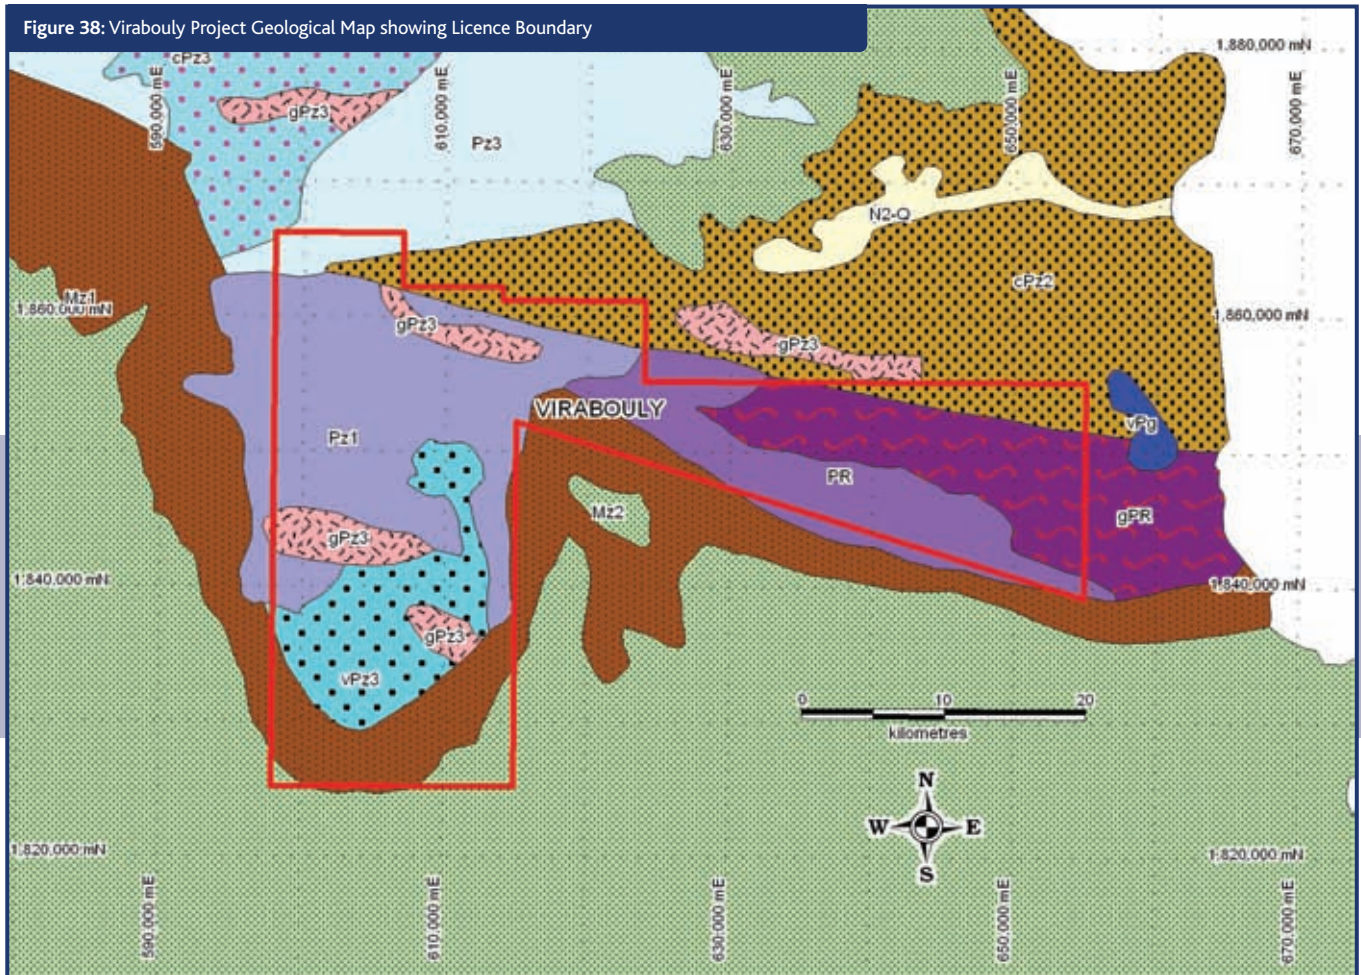 Figure 38: Virabouly Project Geological Map showing Licence Boundary
1,880,000 mN
cPz3
590,000 mE
610,000 mE
630,000 mE
650,000 mE
670,000 mE
gPz3
Pz3
N2-Q
cPz2
Mz1
1,860,000 mN
1,860,000 mN
gPz3
gPz3
VIRABOULY
vPg
Pz1
PR
Mz2
gPR
gPz3
1,840,000 mN
1,840,000 mN
gPz3
vPz3
0 10 20
kilometres
N
W E
S
1,820,000 mN
1,820,000 mN
590,000 mE
610,000 mE
630,000 mE
650,000 mE
670,000 mE